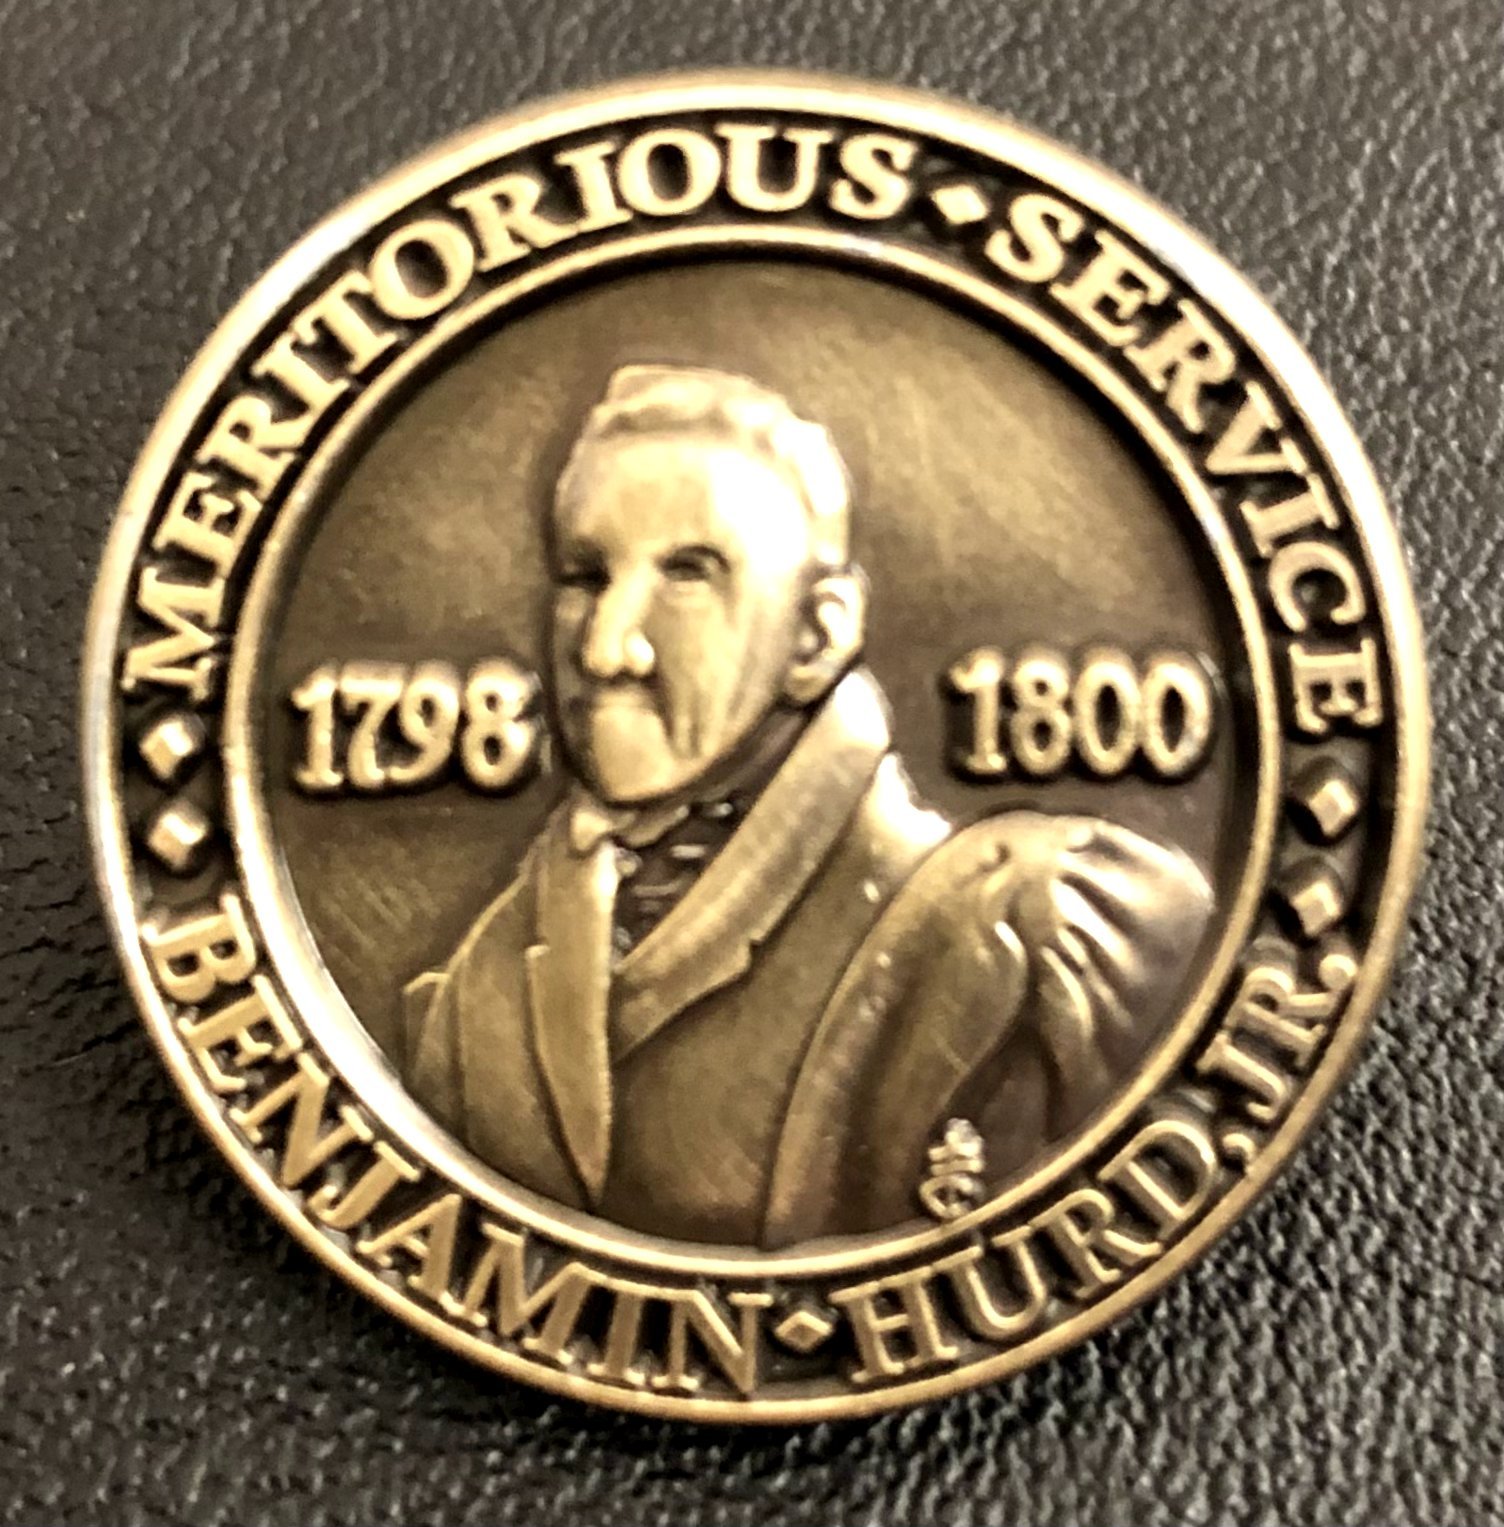 MERITORIOUS◆SERVICE
1798 1800
BENJAMIN◆HURD,JR.